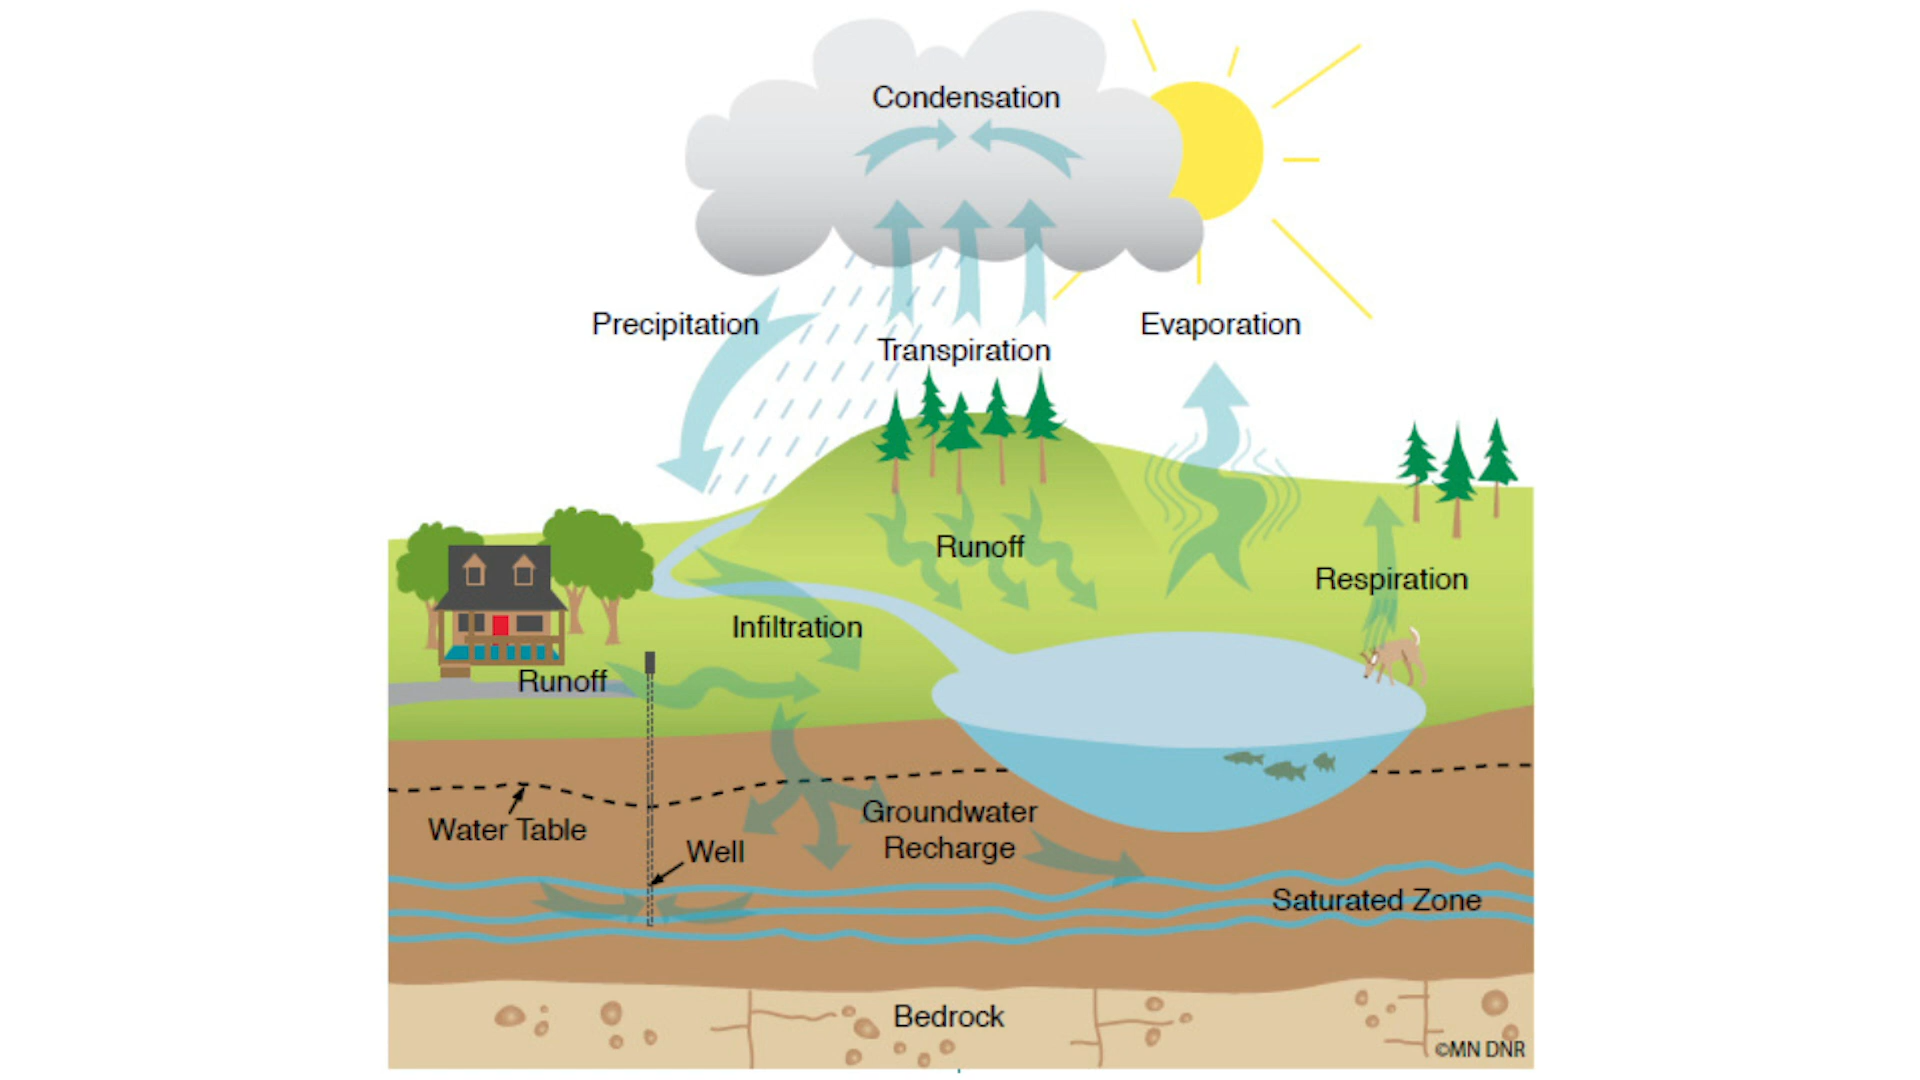 Condensation
Precipitation
Evaporation
Transpiration
Runoff
Respiration
Infiltration
Runoff
Groundwater
Recharge
Water Table
Well
Saturated Zone
Bedrock
©MN DNR